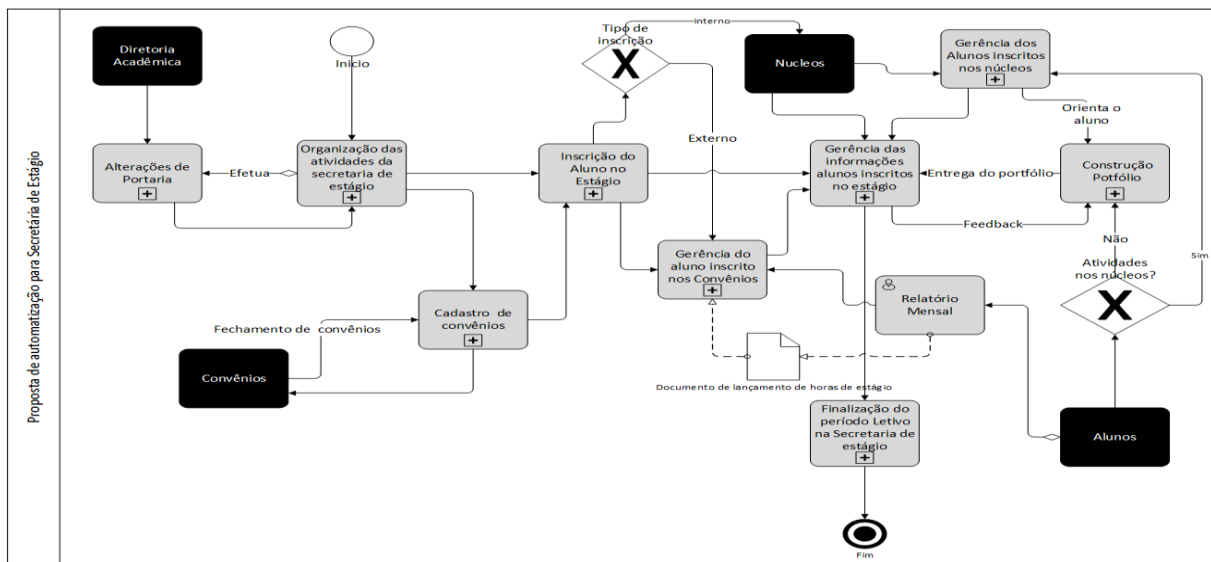 Proposta de automatização para Secretária de Estágio
Diretoria
Acadêmica
Inicio
Tipo de
inscrição
Interno
Nucleos
Gerência dos
Alunos inscritos
nos núcleos
Alterações de
Portaria
Efetua
Organização das
atividades da
secretaria de
estágio
Inscrição do
Aluno no
Estágio
Externo
Gerência das
informações
alunos inscritos
no estágio
Orienta o
aluno
Entrega do portfólio
Construção
Potfólio
Feedback
Não
Sim
Atividades
nos núcleos?
Gerência do
aluno inscrito
nos Convênios
Relatório
Mensal
Cadastro de
convênios
Fechamento de convênios
Convênios
Documento de lançamento de horas de estágio
Finalização do
período Letivo
na Secretaria de
estágio
Alunos
Fim